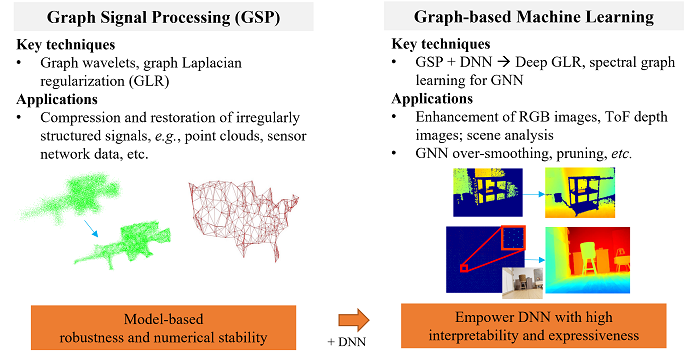 Graph Signal Processing (GSP)
Key techniques
• Graph wavelets, graph Laplacian
regularization (GLR)
Applications
• Compression and restoration of irregularly
structured signals, e.g., point clouds, sensor
network data, etc.
Model-based
robustness and numerical stability
+ DNN
Graph-based Machine Learning
Key techniques
• GSP + DNN → Deep GLR, spectral graph
learning for GNN
Applications
• Enhancement of RGB images, ToF depth
images; scene analysis
• GNN over-smoothing, pruning, etc.
Empower DNN with high
interpretability and expressiveness